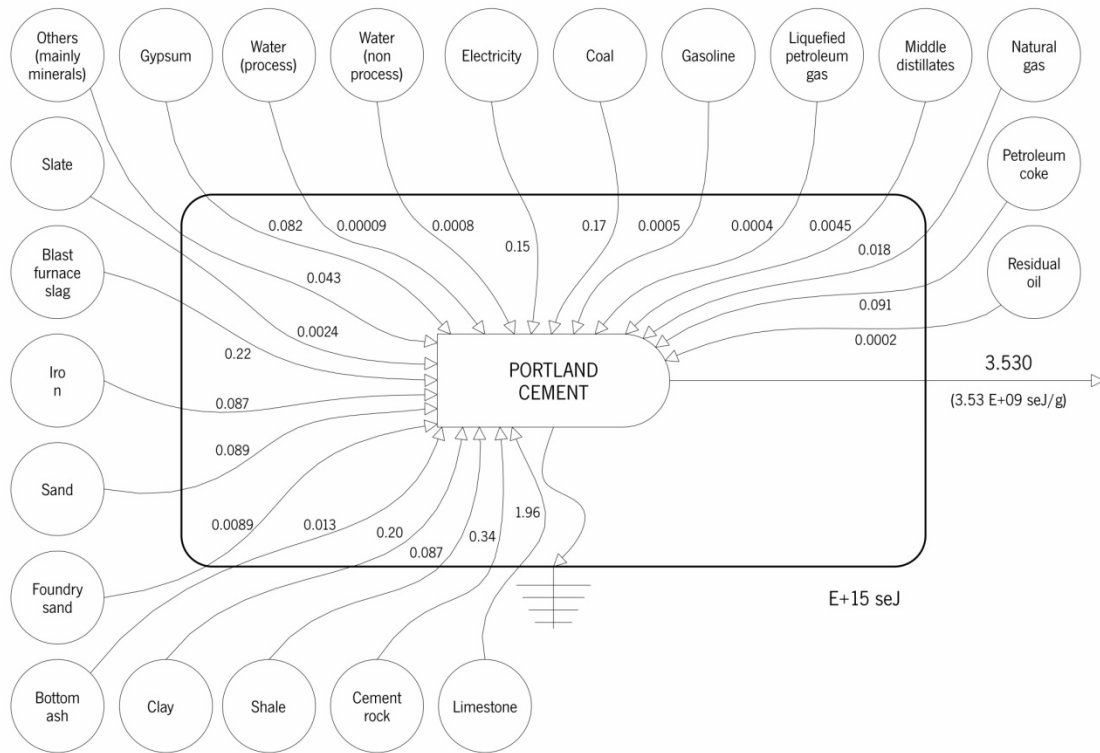 Others
(mainly
minerals)
Gypsum
Water
(process)
Water
(non
process)
Electricity
Coal
Gasoline
Liquefied
petroleum
gas
Middle
distillates
Natural
gas
Slate
Petroleum
coke
Blast
furnace
slag
Residual
oil
Iro
n
Sand
Foundry
sand
Bottom
ash
Clay
Shale
Cement
rock
Limestone
0.082
0.00009
0.0008
0.15
0.17
0.0005
0.0004
0.0045
0.018
0.043
0.091
0.0024
0.0002
0.22
0.087
0.089
0.0089
0.013
0.20
0.087
0.34
1.96
PORTLAND
CEMENT
3.530
(3.53 E+09 seJ/g)
E+15 seJ